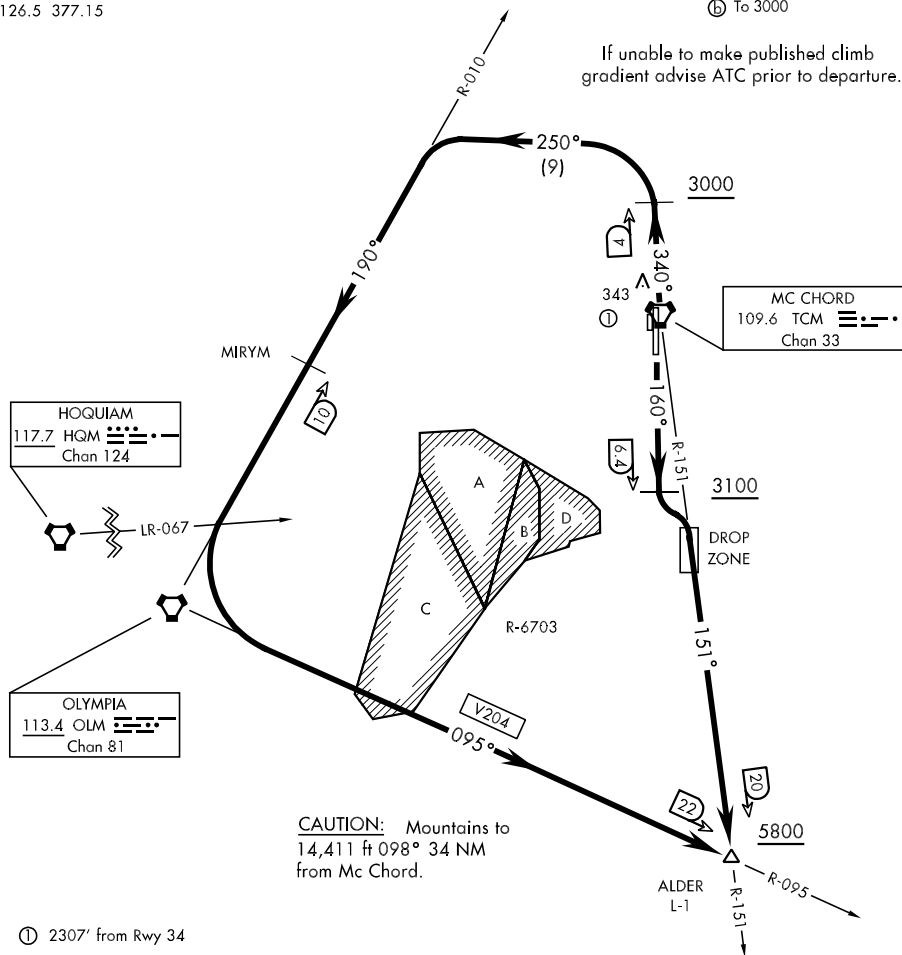 126.5 377.15
ⓑ To 3000
If unable to make published climb
gradient advise ATC prior to departure.
R-010
250°
(9)
3000
4
340°
190°
343
①
MC CHORD
109.6 TCM
Chan 33
MIRYM
10
160°
R-151
HOQUIAM
117.7 HQM
Chan 124
6.4
3100
A
B
D
DROP
ZONE
LR-067
C
R-6703
151°
OLYMPIA
113.4 OLM
Chan 81
V204
095°
22
20
5800
CAUTION: Mountains to
14,411 ft 098° 34 NM
from Mc Chord.
ALDER
L-1
R-095
R-151
① 2307' from Rwy 34